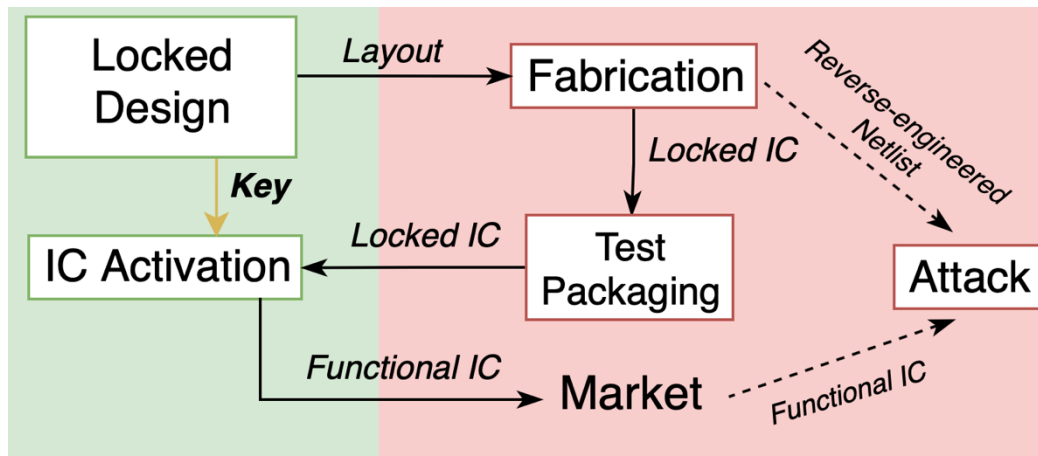 Locked
Design
Layout
Fabrication
Reverse-engineered
Netlist
Key
Locked IC
IC Activation
Locked IC
Test
Packaging
Attack
Functional IC
Market
Functional IC